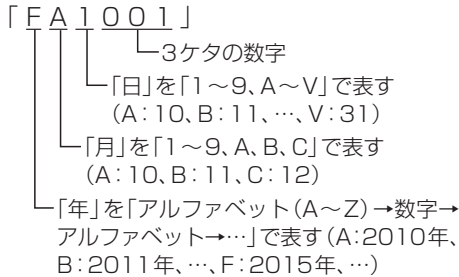 「FA1001」
3ケタの数字
「日」を「1～9、A～V」で表す
(A:10、B:11、…、V:31)
「月」を「1～9、A、B、C」で表す
(A:10、B:11、C:12)
「年」を「アルファベット(A～Z)→数字→
アルファベット→…」で表す(A:2010年、
B:2011年、…、F:2015年、…)